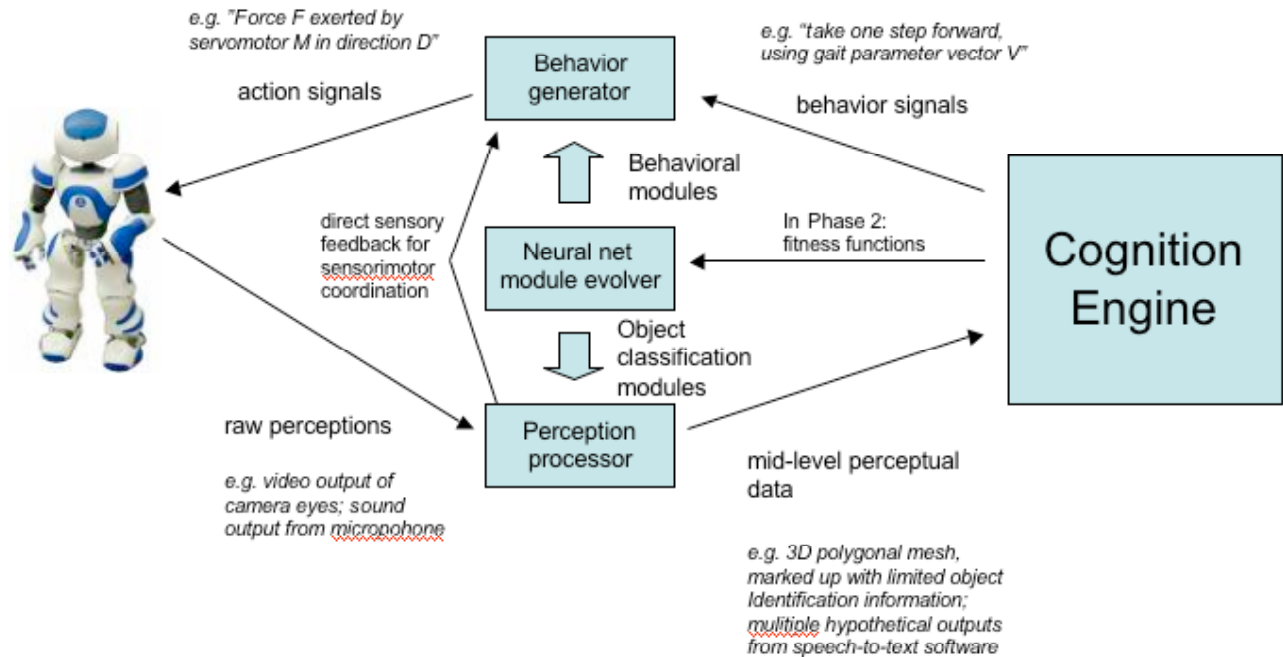 e.g. "Force F exerted by
servomotor M in direction D"
action signals
Behavior
generator
e.g. “take one step forward,
using gait parameter vector V”
behavior signals
Behavioral
modules
direct sensory
feedback for
sensorimotor
coordination
Neural net
module evolver
In Phase 2:
fitness functions
Cognition
Engine
Object
classification
modules
raw perceptions
Perception
processor
e.g. video output of
camera eyes; sound
output from micropohone
mid-level perceptual
data
e.g. 3D polygonal mesh,
marked up with limited object
Identification information;
mulitiple hypothetical outputs
from speech-to-text software